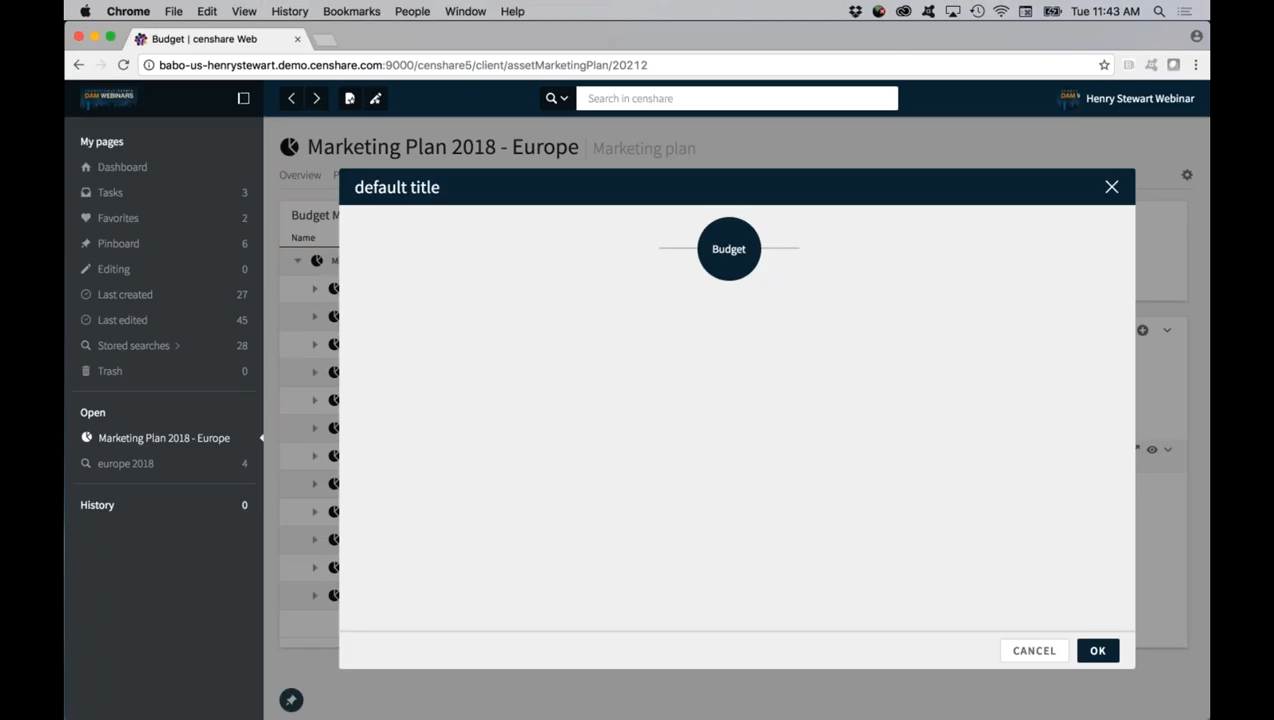 Chrome File Edit View History Bookmarks People Window Help Tue 11:43 AM
Budget | censhare Web
babo-us-henrystewart.demo.censhare.com:9000/censhare5/client/assetMarketingPlan/20212
DAM WEBINARS
Search in censhare
Henry Stewart Webinar
My pages
Dashboard
Tasks 3
Favorites 2
Pinboard 6
Editing 0
Last created 27
Last edited 45
Stored searches 28
Trash 0
Open
Marketing Plan 2018 - Europe
europe 2018 4
History 0
Marketing Plan 2018 - Europe Marketing plan
Overview P
Budget M
Name
M
default title
Budget
CANCEL OK